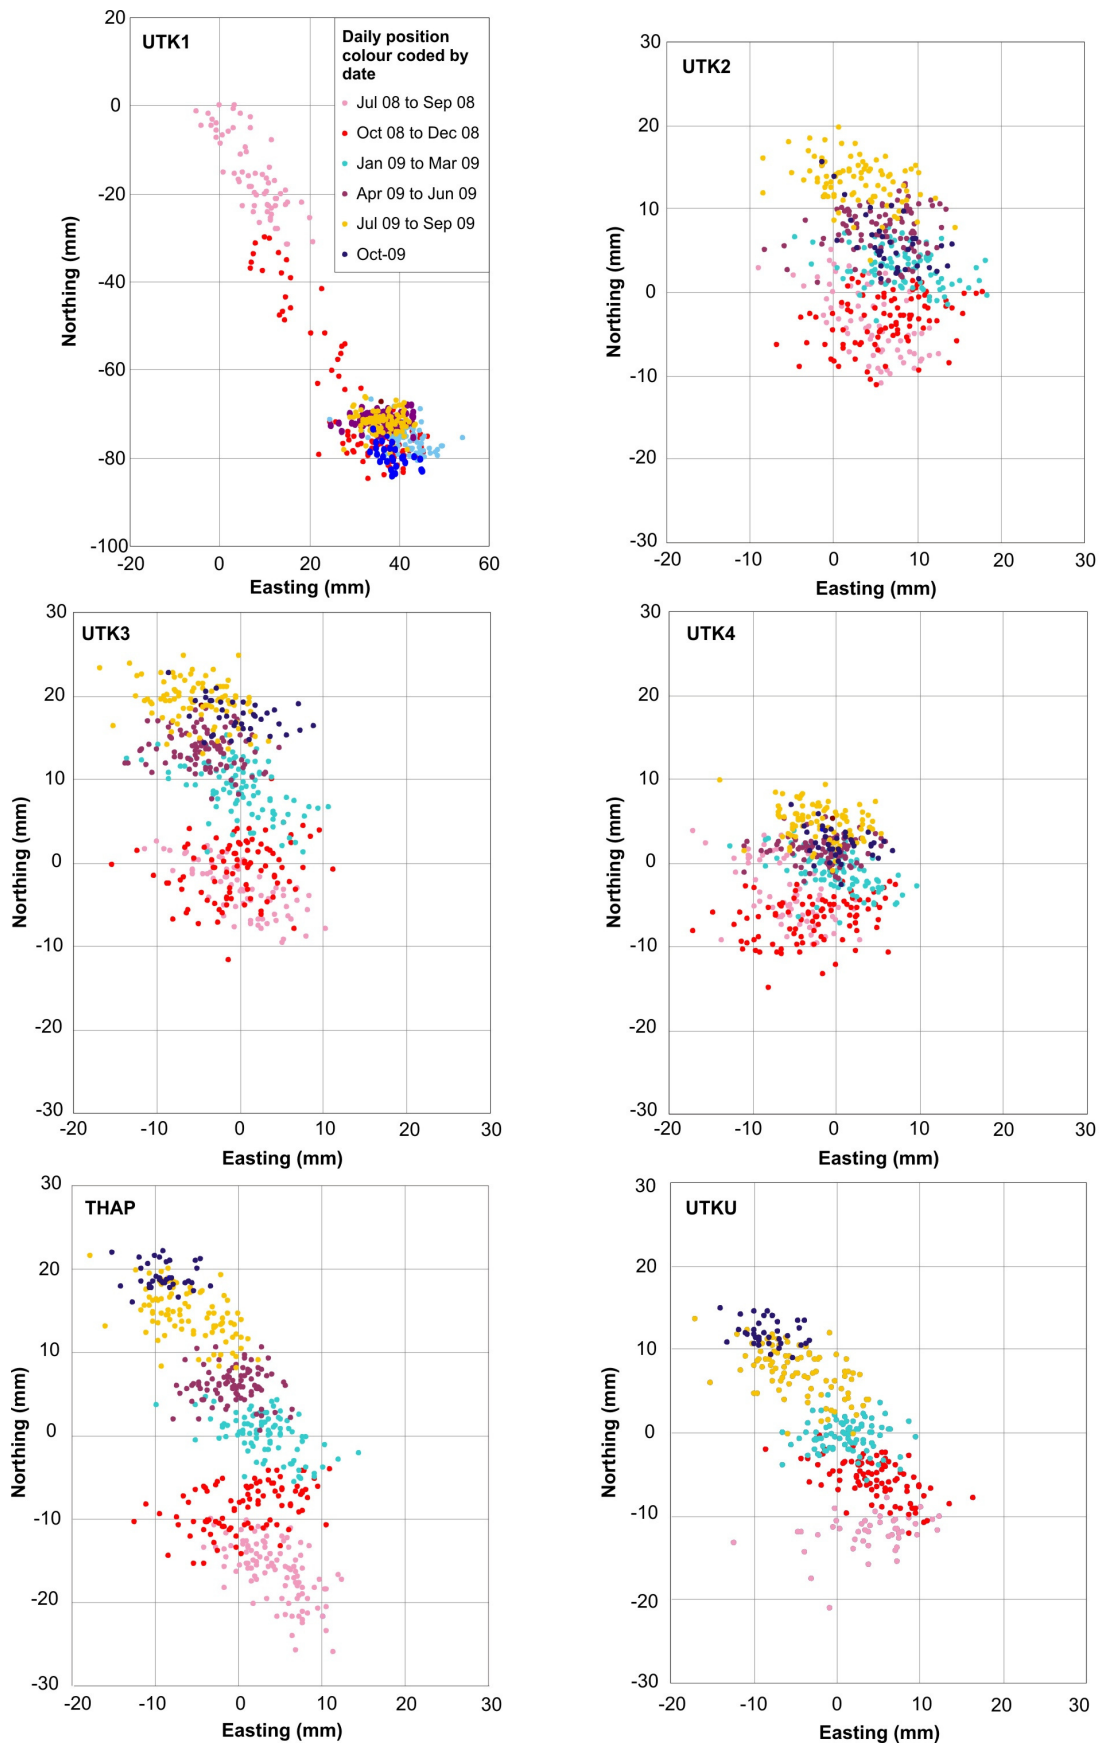 UTK1
Daily position
colour coded by
date
Jul 08 to Sep 08
Oct 08 to Dec 08
Jan 09 to Mar 09
Apr 09 to Jun 09
Jul 09 to Sep 09
Oct-09
20
0
-20
-40
-60
-80
-100
Northing (mm)
-20 0 20 40 60
Easting (mm)
UTK2
30
20
10
0
-10
-20
-30
Northing (mm)
-20 -10 0 10 20 30
Easting (mm)
UTK3
30
20
10
0
-10
-20
-30
Northing (mm)
-20 -10 0 10 20 30
Easting (mm)
UTK4
30
20
10
0
-10
-20
-30
Northing (mm)
-20 -10 0 10 20 30
Easting (mm)
THAP
30
20
10
0
-10
-20
-30
Northing (mm)
-20 -10 0 10 20 30
Easting (mm)
UTKU
30
20
10
0
-10
-20
-30
Northing (mm)
-20 -10 0 10 20 30
Easting (mm)